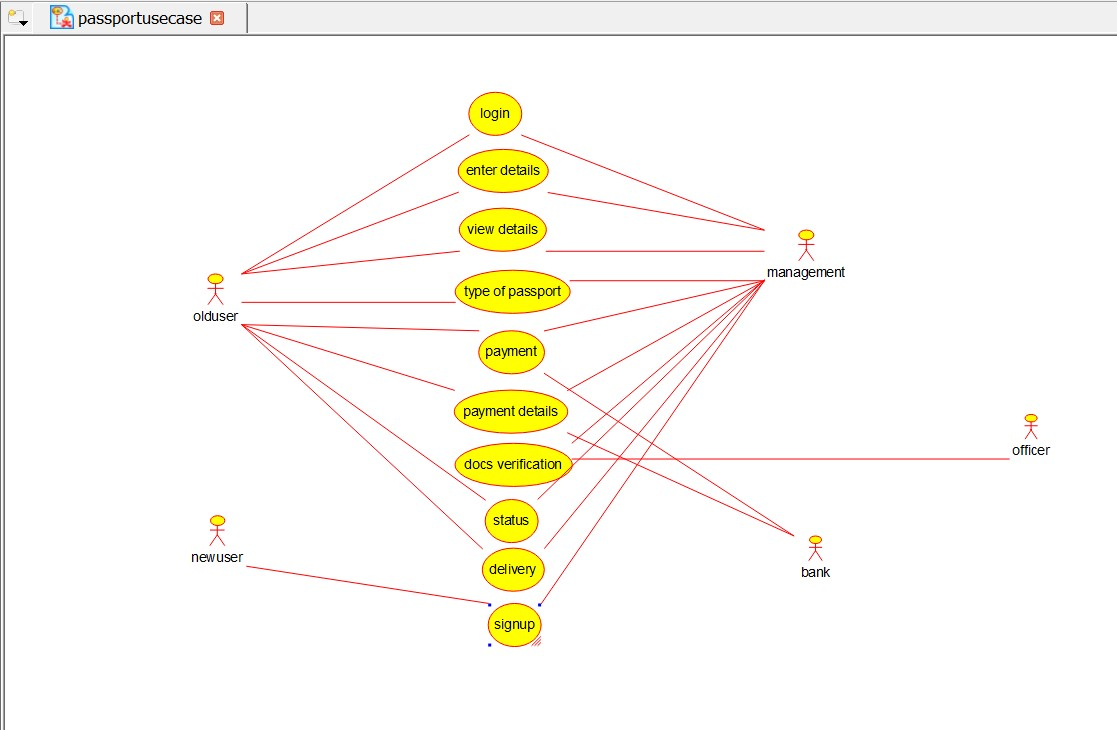 passportusecase
login
enter details
view details
management
type of passport
olduser
payment
payment details
officer
docs verification
status
newuser
delivery
bank
signup